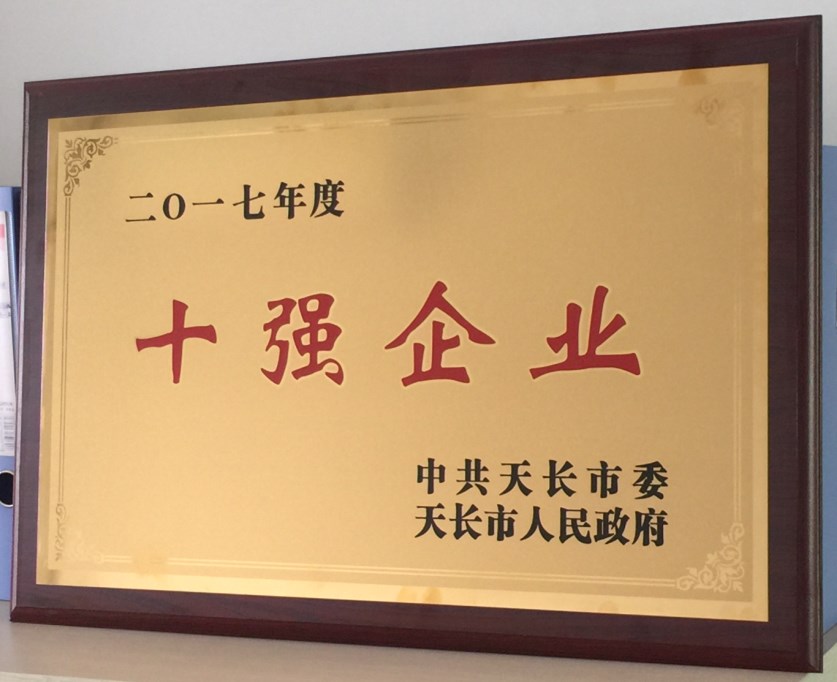 二〇一七年度
十强企业
中共天长市委
天长市人民政府